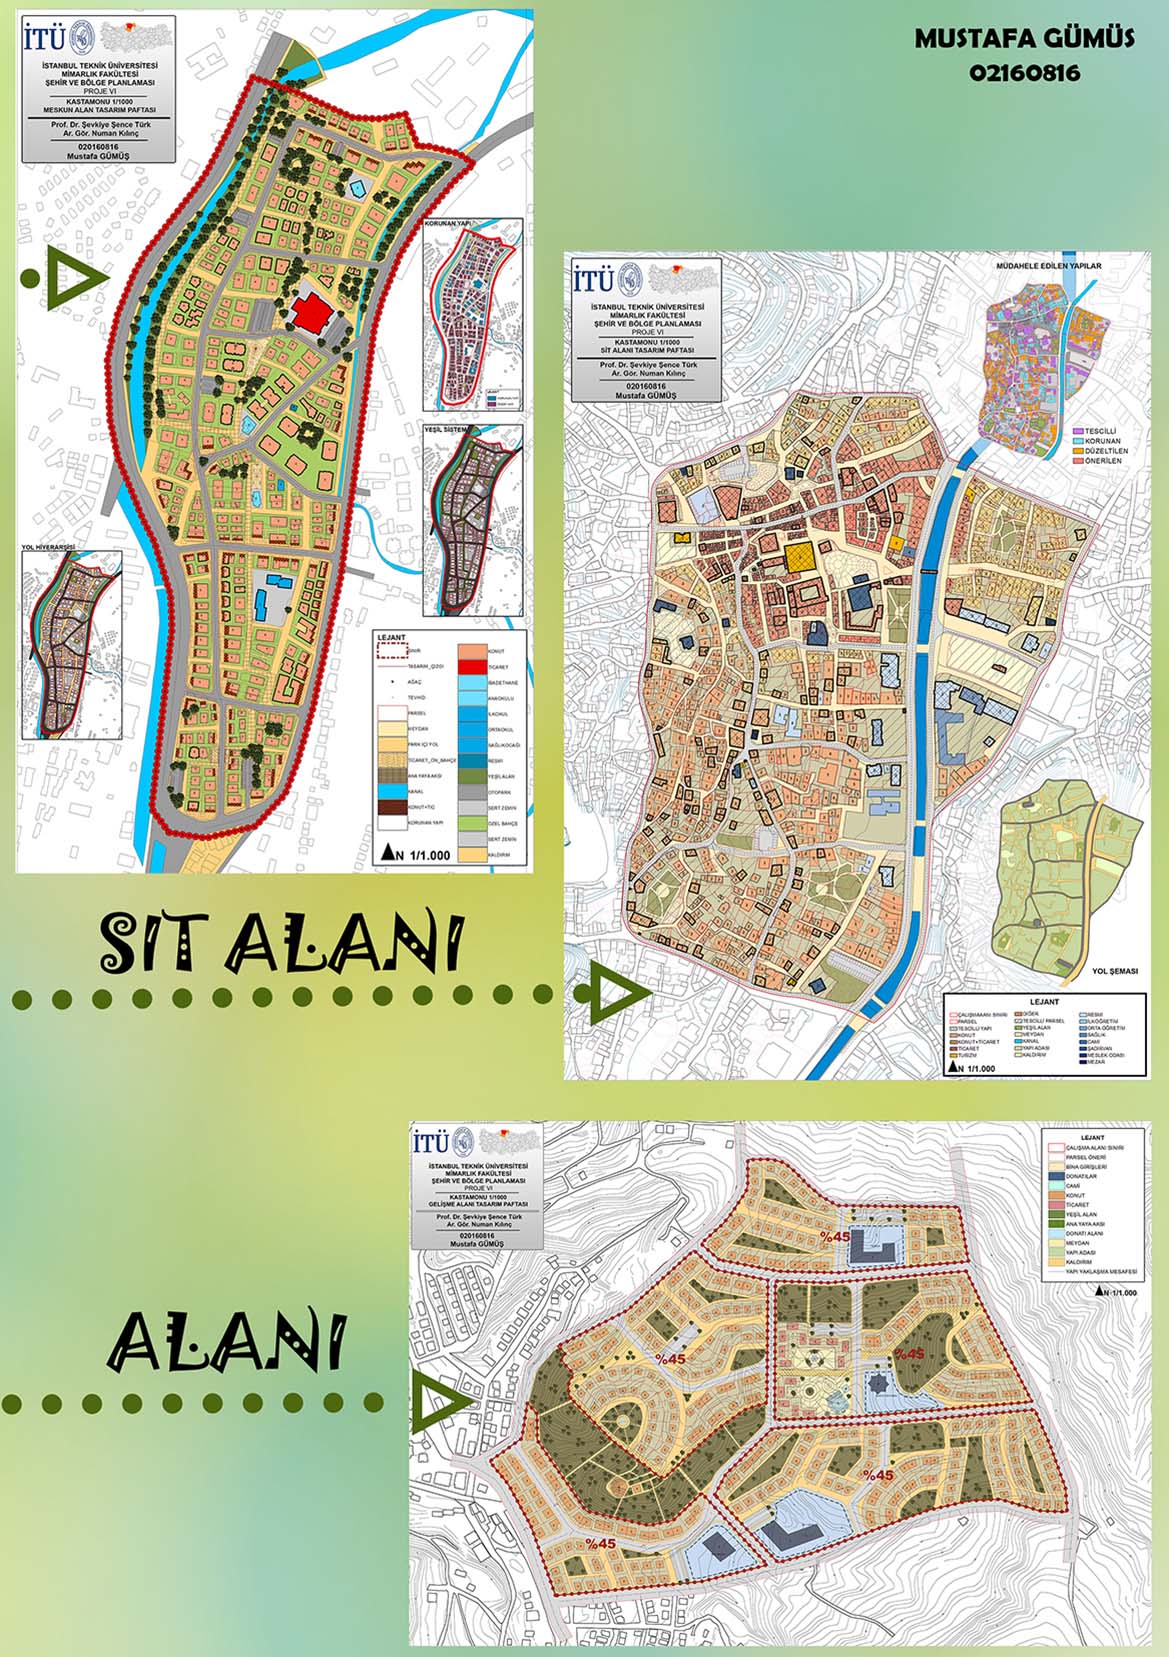 MUSTAFA GÜMÜS
02160816
İTÜ
İSTANBUL TEKNİK ÜNİVERSİTESİ
MİMARLIK FAKÜLTESİ
ŞEHİR VE BÖLGE PLANLAMASI
PROJE VI
KASTAMONU 1/1000
MESKUN ALAN TASARIM PAFTASI
Prof. Dr. Şevkiye Şence Türk
Ar. Gör. Numan Kılınç
020160816
Mustafa GÜMÜŞ
KORUNAN YAPI
YEŞİL SİSTEM
YOL HİYERARŞİSİ
LEJANT
SINIR
TASARIM_ÇİZGİ
AĞAÇ
TEVHİD
PARSEL
MEYDAN
PARK İÇİ YOL
TİCARET_ÖN_BAHÇE
ANA YAYA AKSI
KANAL
KONUT+TİC
KORUNAN YAPI
KONUT
TİCARET
İBADETHANE
ANAOKULU
İLKOKUL
ORTAOKUL
SAĞLIKOCAĞI
RESMİ
YEŞİL ALAN
OTOPARK
SERT ZEMİN
ÖZEL BAHÇE
SERT ZEMİN
KALDIRIM
N 1/1.000
İTÜ
İSTANBUL TEKNİK ÜNİVERSİTESİ
MİMARLIK FAKÜLTESİ
ŞEHİR VE BÖLGE PLANLAMASI
PROJE VI
KASTAMONU 1/1000
SİT ALANI TASARIM PAFTASI
Prof. Dr. Şevkiye Şence Türk
Ar. Gör. Numan Kılınç
020160816
Mustafa GÜMÜŞ
MÜDAHELE EDİLEN YAPILAR
TESCİLLİ
KORUNAN
DÜZELTİLEN
ÖNERİLEN
YOL ŞEMASI
LEJANT
ÇALIŞMAANI SINIRI
PARSEL
TESCİLLİ YAPI
KONUT
KONUT+TİCARET
TİCARET
TURİZM
DİĞER
TESCİLLİ PARSEL
YEŞİLALAN
MEYDAN
KANAL
YAPI ADASI
KALDIRIM
RESMİ
İLKÖĞRETİM
ORTA ÖĞRETİM
SAĞLIK
CAMİ
ŞADIRVAN
MESLEK ODASI
MEZAR
N 1/1.000
SIT ALANI
İTÜ
İSTANBUL TEKNİK ÜNİVERSİTESİ
MİMARLIK FAKÜLTESİ
ŞEHİR VE BÖLGE PLANLAMASI
PROJE VI
KASTAMONU 1/1000
GELİŞME ALANI TASARIM PAFTASI
Prof. Dr. Şevkiye Şence Türk
Ar. Gör. Numan Kılınç
020160816
Mustafa GÜMÜŞ
LEJANT
ÇALIŞMA ALANI SINIRI
PARSEL ÖNERİ
BİNA GİRİŞLERİ
DONATILAR
CAMİ
KONUT
TİCARET
YEŞİL ALAN
ANA YAYA AKSI
DONATI ALANI
MEYDAN
YAPI ADASI
KALDIRIM
YAPI YAKLAŞMA MESAFESİ
N 1/1.000
%45
%45
%45
%45
%45
ALANI